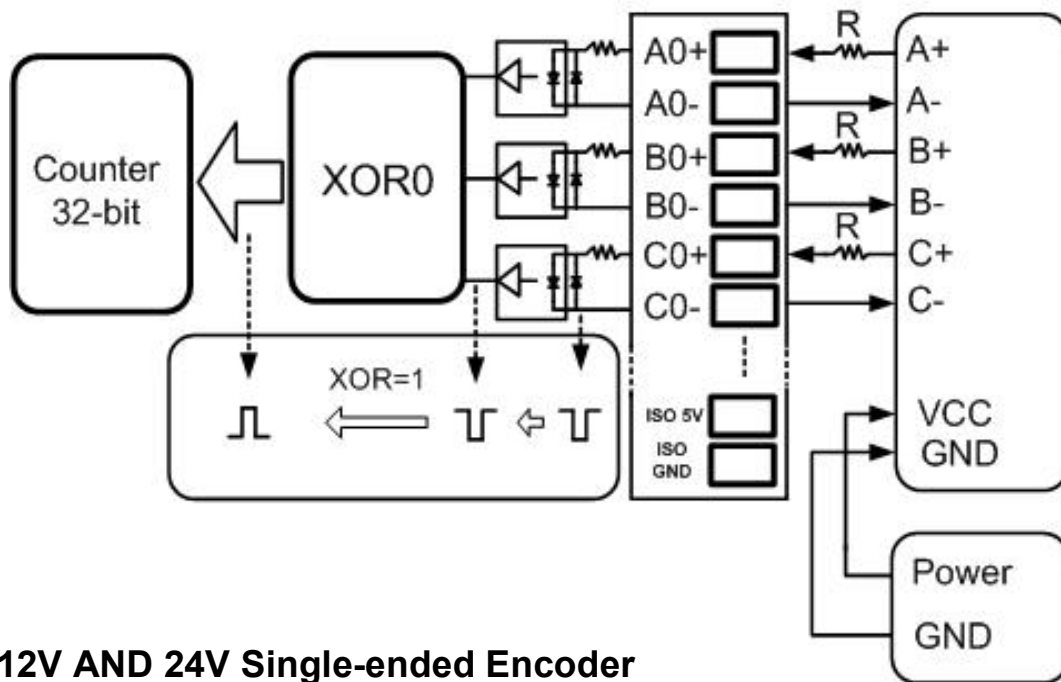 Counter
32-bit
XOR0
A0+
A0-
B0+
B0-
C0+
C0-
ISO 5V
ISO
GND
R
R
R
A+
A-
B+
B-
C+
C-
VCC
GND
Power
GND
XOR=1
12V AND 24V Single-ended Encoder